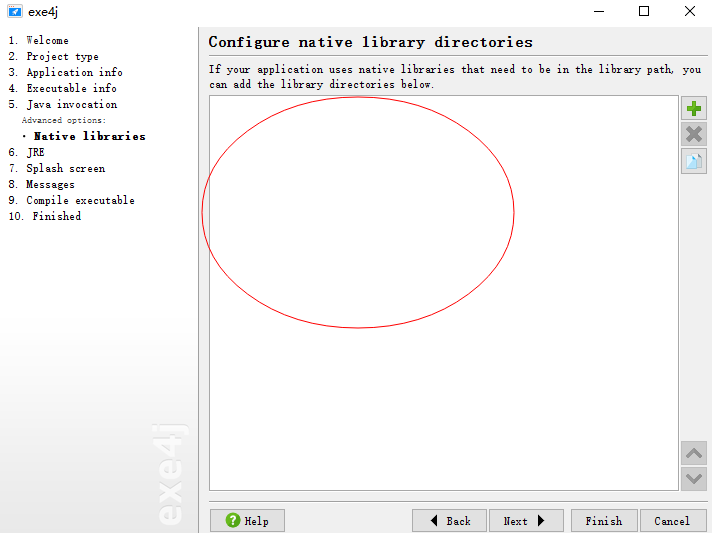 exe4j
1. Welcome
2. Project type
3. Application info
4. Executable info
5. Java invocation
Advanced options:
· Native libraries
6. JRE
7. Splash screen
8. Messages
9. Compile executable
10. Finished
exe4j
Configure native library directories
If your application uses native libraries that need to be in the library path, you
can add the library directories below.
Help
Back
Next
Finish
Cancel